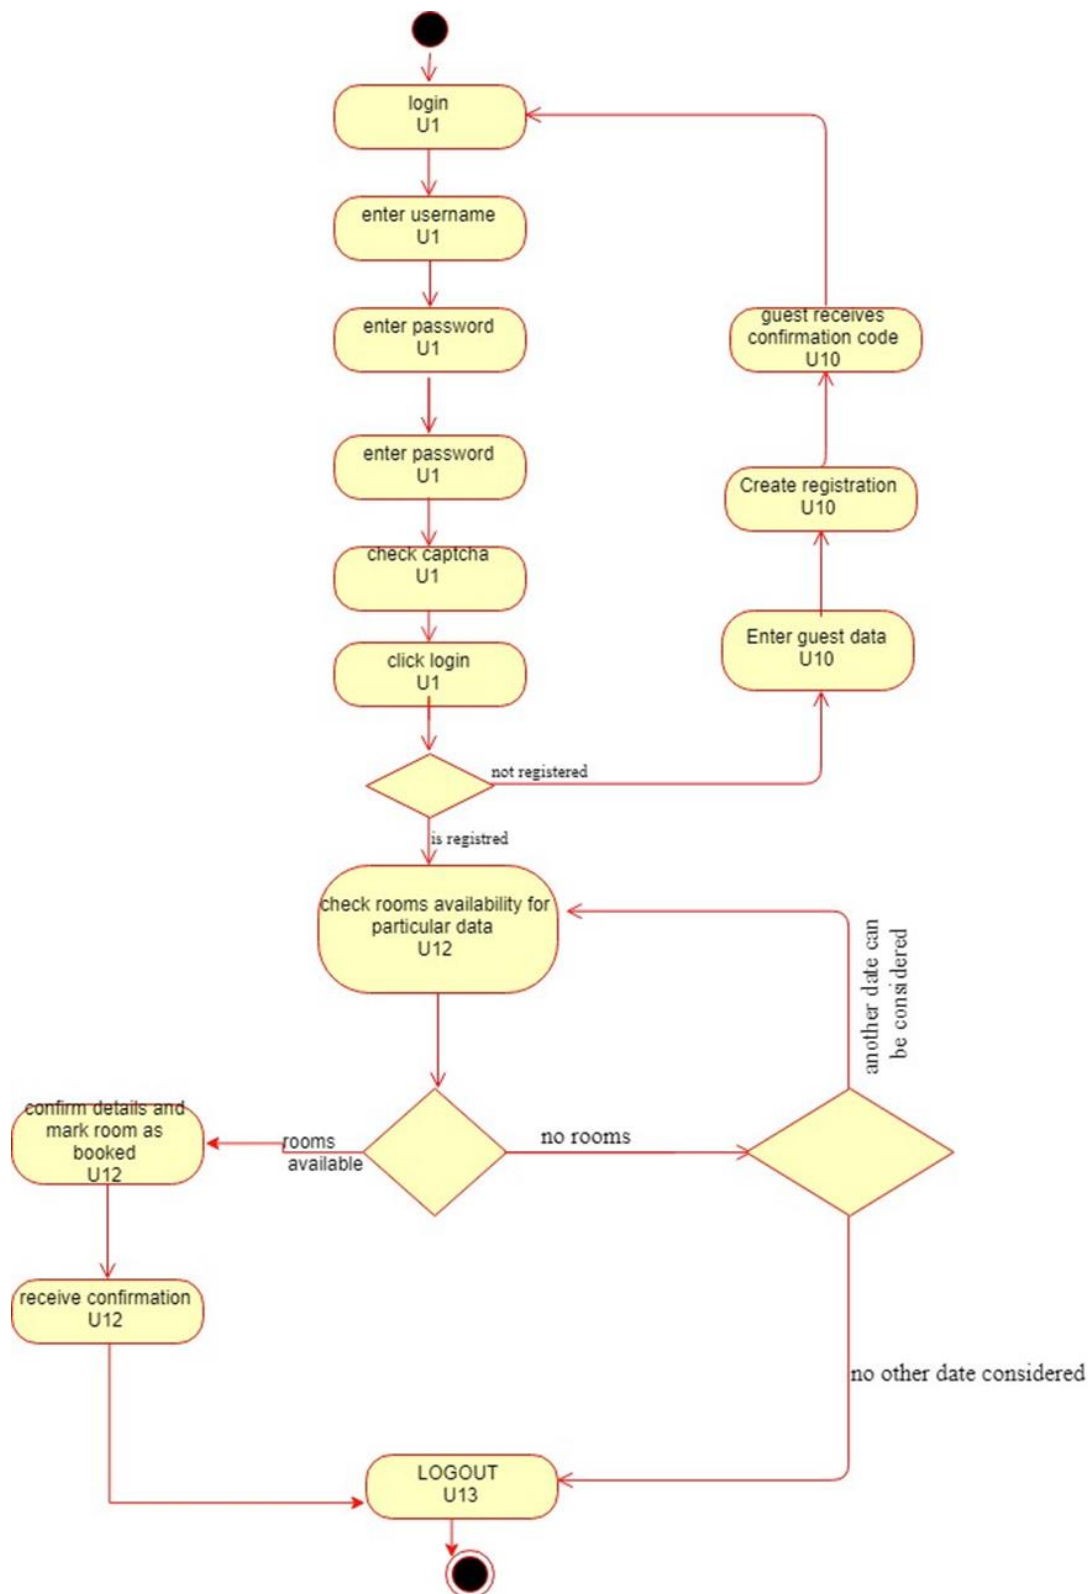 login
U1
enter username
U1
enter password
U1
guest receives
confirmation code
U10
enter password
U1
Create registration
U10
check captcha
U1
click login
U1
Enter guest data
U10
not registered
is registred
check rooms availability for
particular data
U12
another date can
be considered
confirm details and
mark room as
booked
U12
rooms
available
no rooms
receive confirmation
U12
no other date considered
LOGOUT
U13